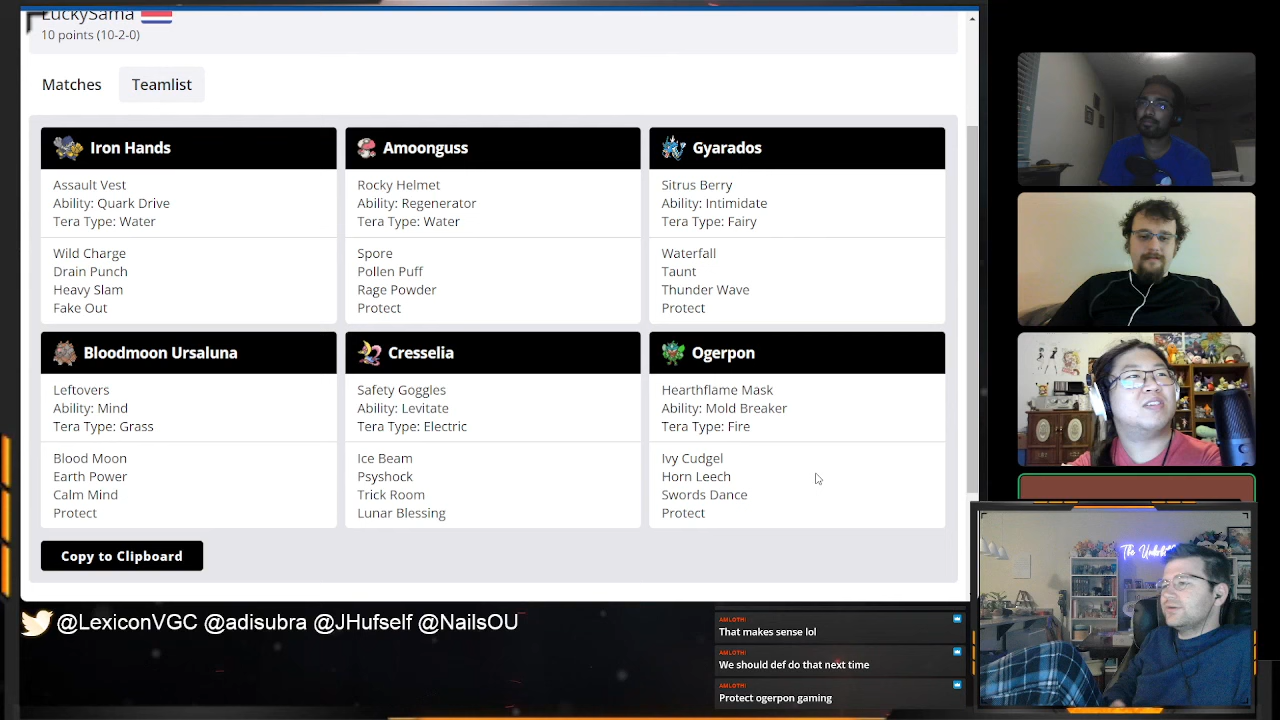 LuckySama
10 points (10-2-0)
Matches
Teamlist
Iron Hands
Assault Vest
Ability: Quark Drive
Tera Type: Water
Wild Charge
Drain Punch
Heavy Slam
Fake Out
Amoonguss
Rocky Helmet
Ability: Regenerator
Tera Type: Water
Spore
Pollen Puff
Rage Powder
Protect
Gyarados
Sitrus Berry
Ability: Intimidate
Tera Type: Fairy
Waterfall
Taunt
Thunder Wave
Protect
Bloodmoon Ursaluna
Leftovers
Ability: Mind
Tera Type: Grass
Blood Moon
Earth Power
Calm Mind
Protect
Cresselia
Safety Goggles
Ability: Levitate
Tera Type: Electric
Ice Beam
Psyshock
Trick Room
Lunar Blessing
Ogerpon
Hearthflame Mask
Ability: Mold Breaker
Tera Type: Fire
Ivy Cudgel
Horn Leech
Swords Dance
Protect
Copy to Clipboard
@LexiconVGC @adisubra @JHufself @NailsOU
That makes sense lol
We should def do that next time
Protect ogerpon gaming
The